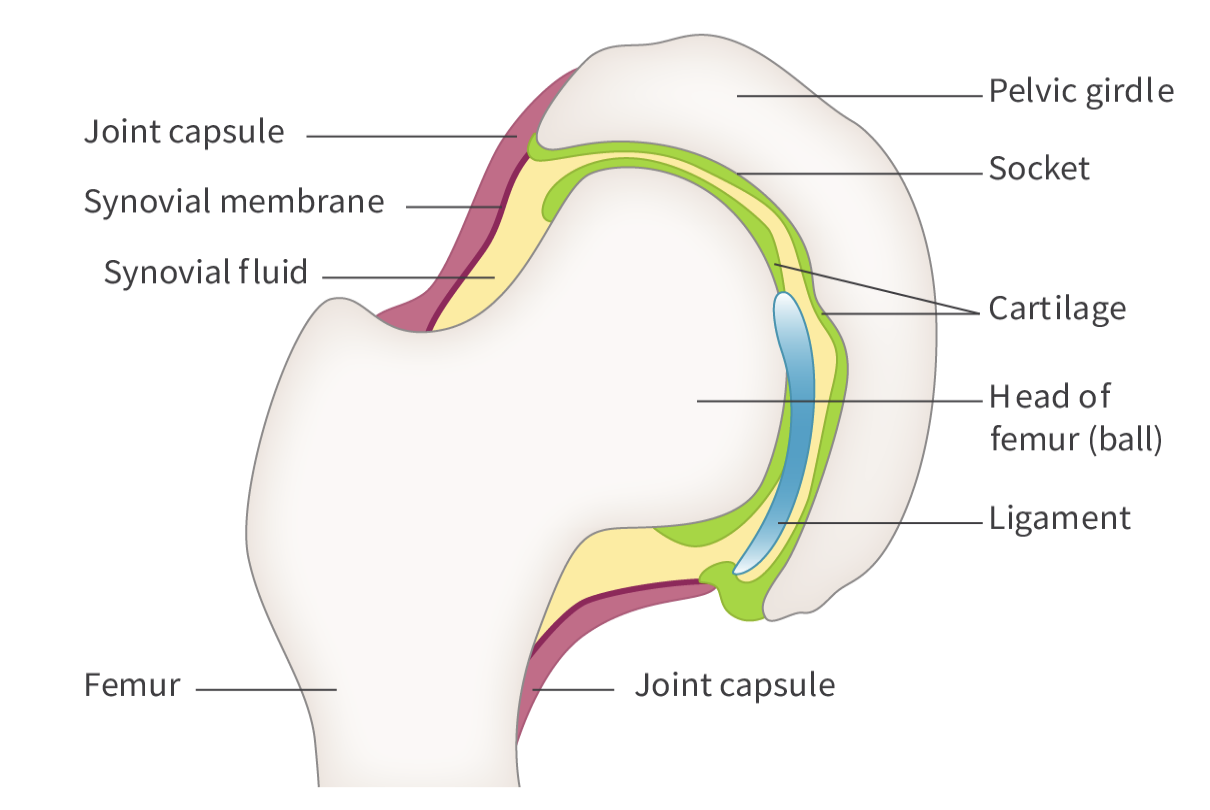 Pelvic girdle
Joint capsule
Socket
Synovial membrane
Synovial fluid
Cartilage
Head of
femur (ball)
Ligament
Femur
Joint capsule